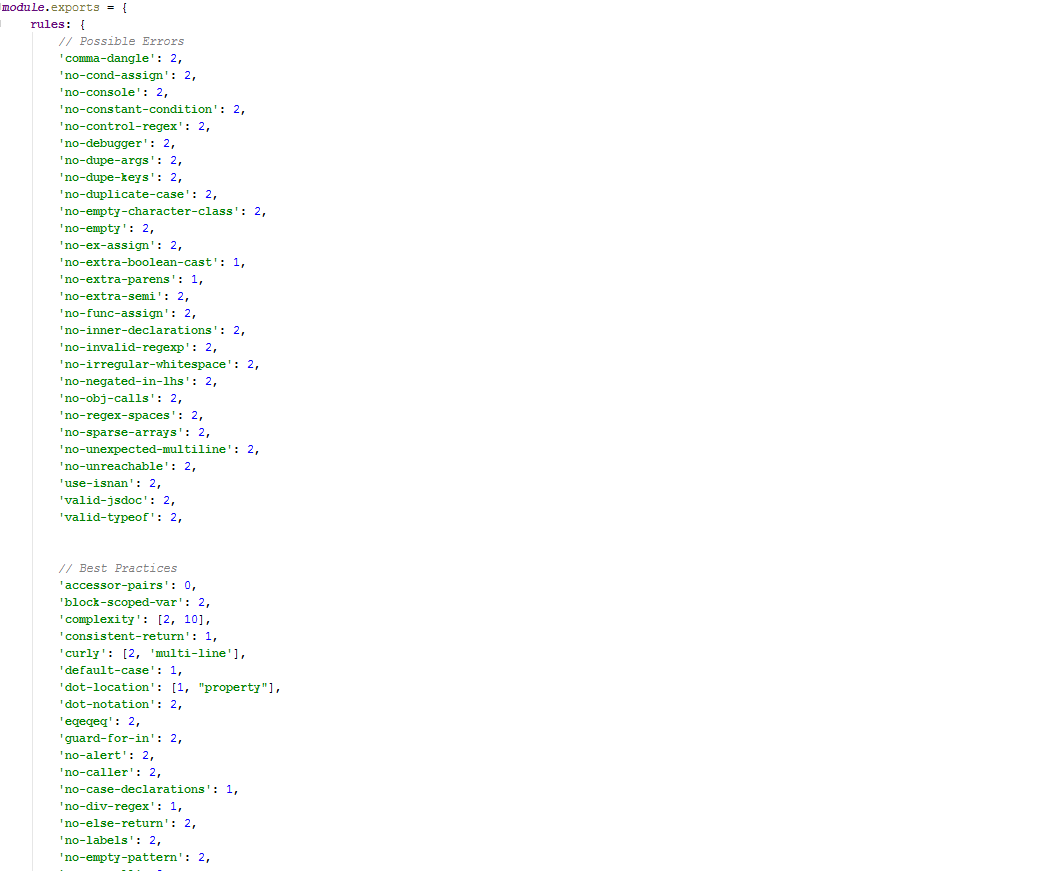 module.exports = {
    rules: {
        // Possible Errors
        'comma-dangle': 2,
        'no-cond-assign': 2,
        'no-console': 2,
        'no-constant-condition': 2,
        'no-control-regex': 2,
        'no-debugger': 2,
        'no-dupe-args': 2,
        'no-dupe-keys': 2,
        'no-duplicate-case': 2,
        'no-empty-character-class': 2,
        'no-empty': 2,
        'no-ex-assign': 2,
        'no-extra-boolean-cast': 1,
        'no-extra-parens': 1,
        'no-extra-semi': 2,
        'no-func-assign': 2,
        'no-inner-declarations': 2,
        'no-invalid-regexp': 2,
        'no-irregular-whitespace': 2,
        'no-negated-in-lhs': 2,
        'no-obj-calls': 2,
        'no-regex-spaces': 2,
        'no-sparse-arrays': 2,
        'no-unexpected-multiline': 2,
        'no-unreachable': 2,
        'use-isnan': 2,
        'valid-jsdoc': 2,
        'valid-typeof': 2,
        // Best Practices
        'accessor-pairs': 0,
        'block-scoped-var': 2,
        'complexity': [2, 10],
        'consistent-return': 1,
        'curly': [2, 'multi-line'],
        'default-case': 1,
        'dot-location': [1, "property"],
        'dot-notation': 2,
        'eqeqeq': 2,
        'guard-for-in': 2,
        'no-alert': 2,
        'no-caller': 2,
        'no-case-declarations': 1,
        'no-div-regex': 1,
        'no-else-return': 2,
        'no-labels': 2,
        'no-empty-pattern': 2,